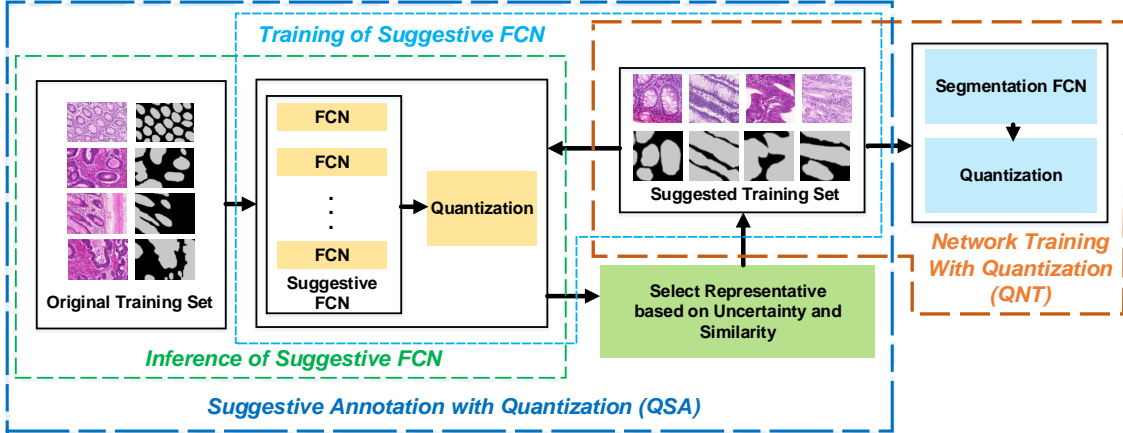 Training of Suggestive FCN
Original Training Set
FCN
FCN
.
.
.
FCN
Suggestive
FCN
Quantization
Suggested Training Set
Select Representative
based on Uncertainty and
Similarity
Segmentation FCN
Quantization
Network Training
With Quantization
(QNT)
Inference of Suggestive FCN
Suggestive Annotation with Quantization (QSA)